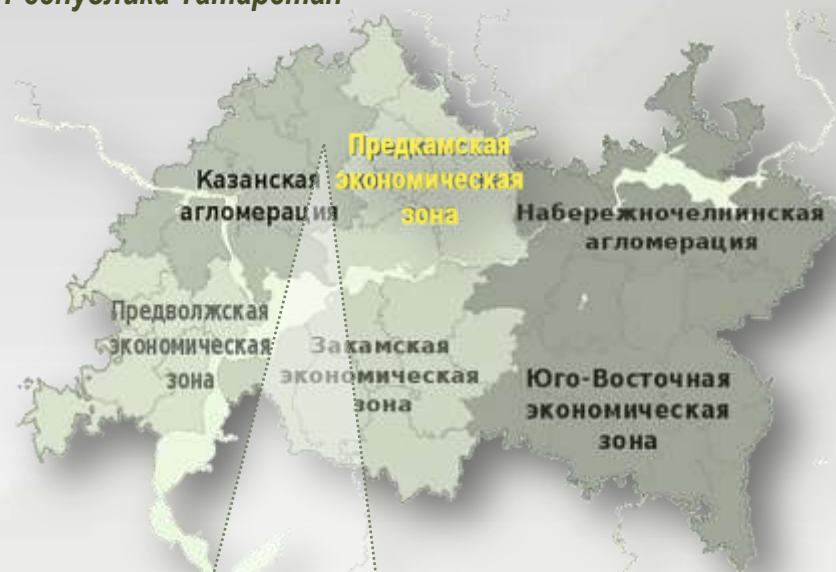 Республика Татарстан
Предкамская
экономическая
зона
Казанская
агломерация
Набережночелнинская
агломерация
Предволжская
экономическая
зона
Закамская
экономическая
зона
Юго-Восточная
экономическая
зона